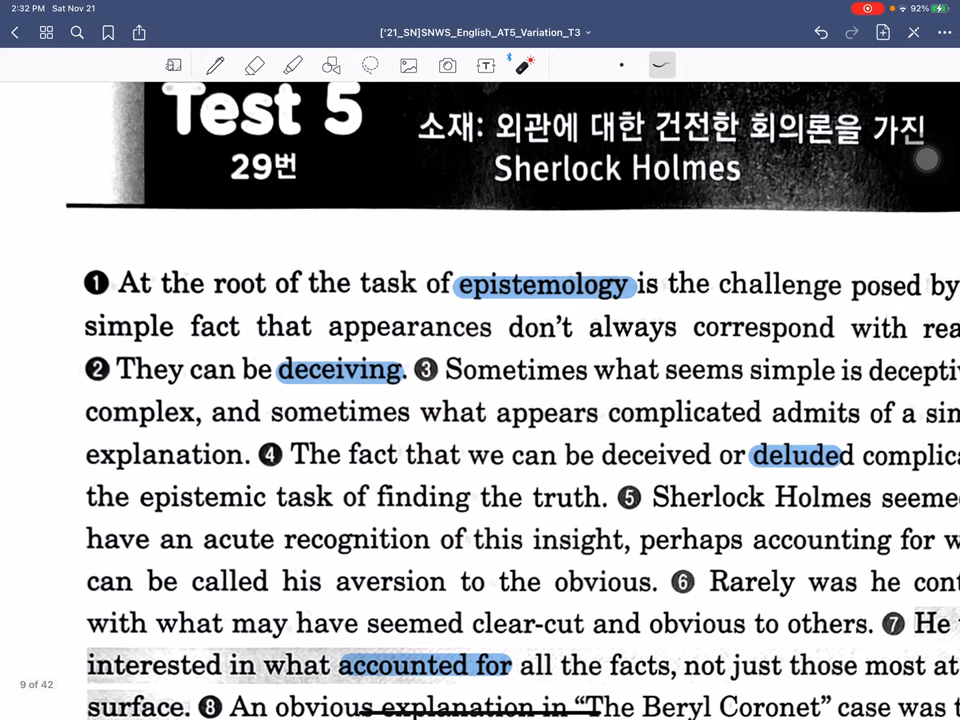 2:32 PM Sat Nov 21
92%
['21_SN]SNWS_English_AT5_Variation_T3
Test 5
29번
소재: 외관에 대한 건전한 회의론을 가진
Sherlock Holmes
❶ At the root of the task of epistemology is the challenge posed by
simple fact that appearances don't always correspond with rea
❷ They can be deceiving. ❸ Sometimes what seems simple is decepti
complex, and sometimes what appears complicated admits of a sin
explanation. ❹ The fact that we can be deceived or deluded complica
the epistemic task of finding the truth. ❺ Sherlock Holmes seeme
have an acute recognition of this insight, perhaps accounting for w
can be called his aversion to the obvious. ❻ Rarely was he cont
with what may have seemed clear-cut and obvious to others. ❼ He
interested in what accounted for all the facts, not just those most at
surface. ❽ An obvious explanation in "The Beryl Coronet" case was t
9 of 42